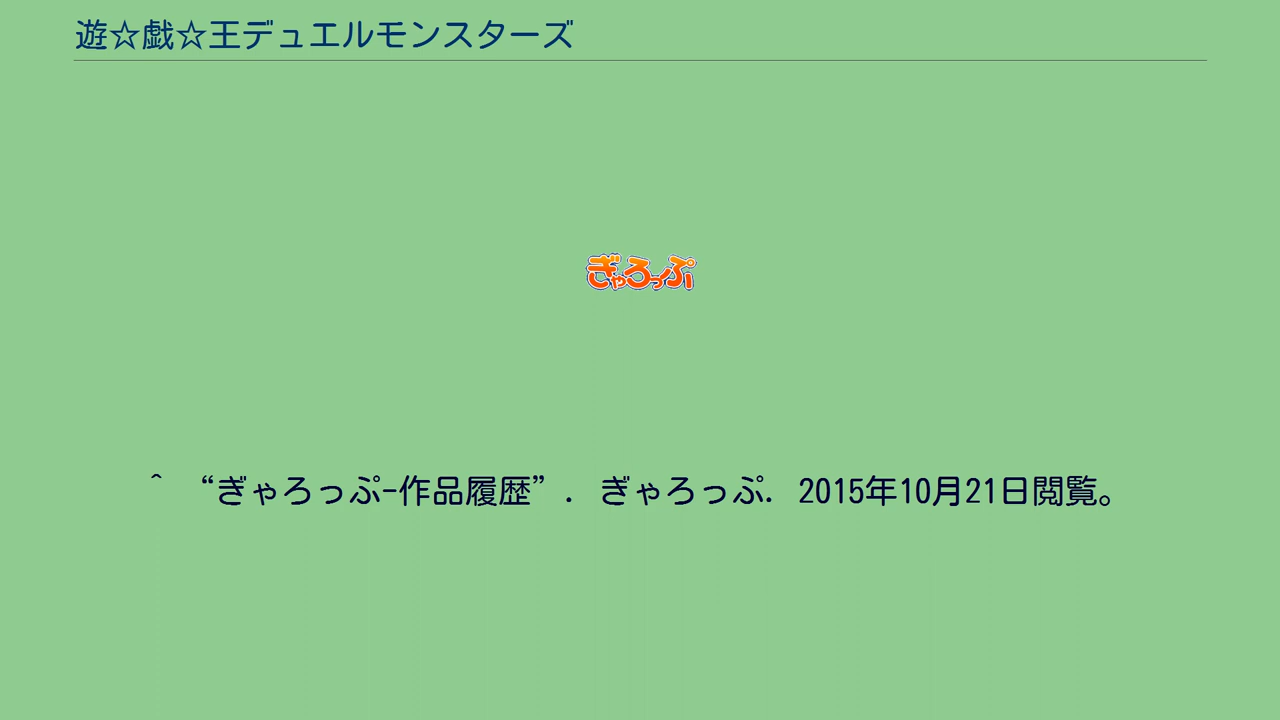 遊☆戯☆王デュエルモンスターズ
ぎゃろっぷ
^ “ぎゃろっぷ-作品履歴”. ぎゃろっぷ. 2015年10月21日閲覧。